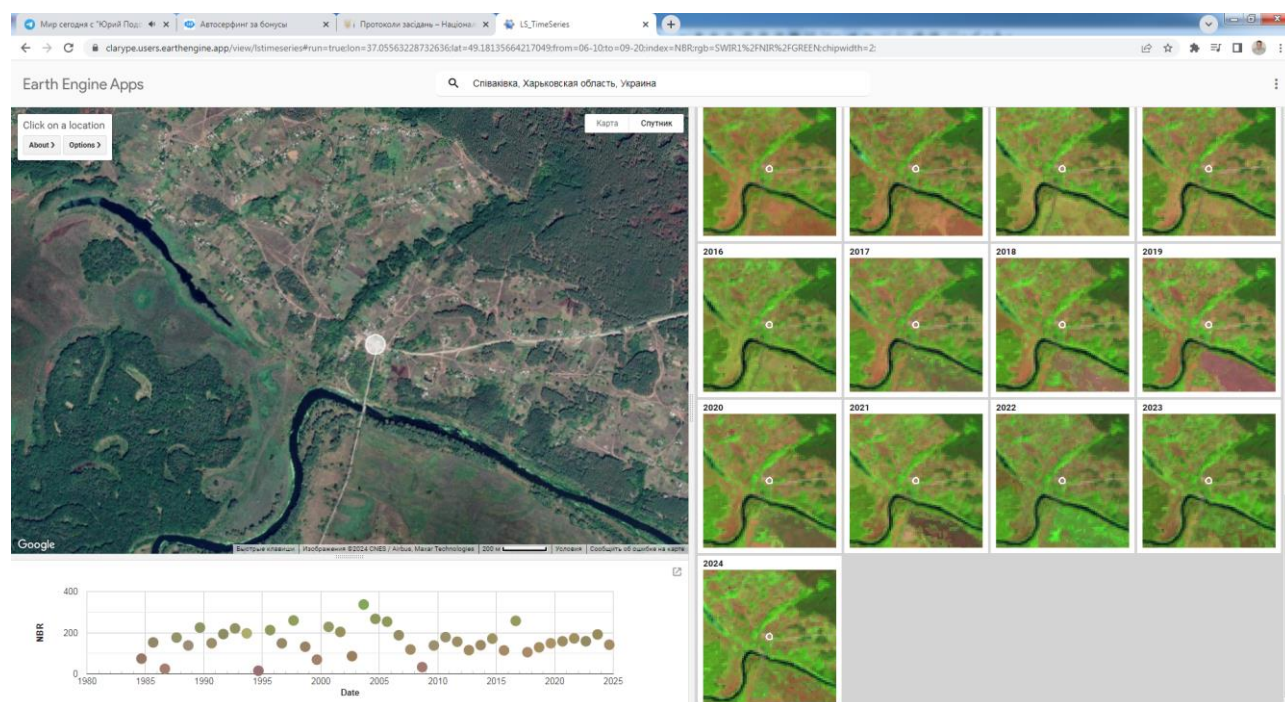 Мир сегодня с "Юрий Подо
Автосерфинг за бонусы
Протоколи засідань – Націонал
LS_TimeSeries
clarype.users.earthengine.app/view/lstimeseries#run=true;lon=37.05563228732636;lat=49.18135664217049;from=06-10;to=09-20;index=NBR;rgb=SWIR1%2FNIR%2FGREEN;chipwidth=2;
Earth Engine Apps
Співаківка, Харьковская область, Украина
Click on a location
About
Options
Карта
Спутник
2016
2017
2018
2019
2020
2021
2022
2023
2024
Google
Быстрые клавиши
Изображения ©2024 CNES / Airbus, Maxar Technologies
200 м
Условия
Сообщить об ошибке на карте
400
200
0
NBR
1980 1985 1990 1995 2000 2005 2010 2015 2020 2025
Date